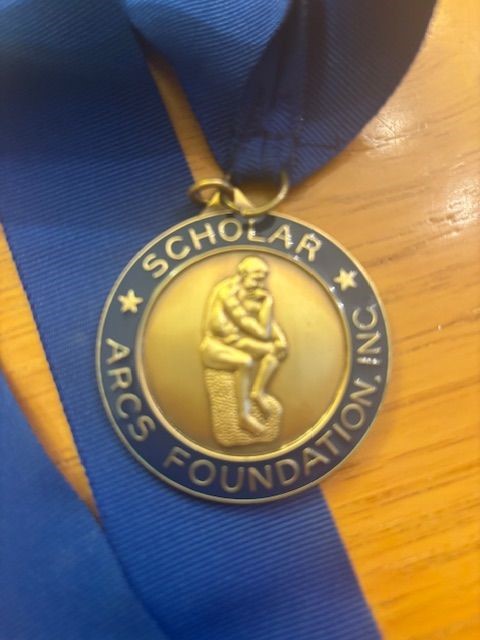 SCHOLAR
ARCS FOUNDATION, INC